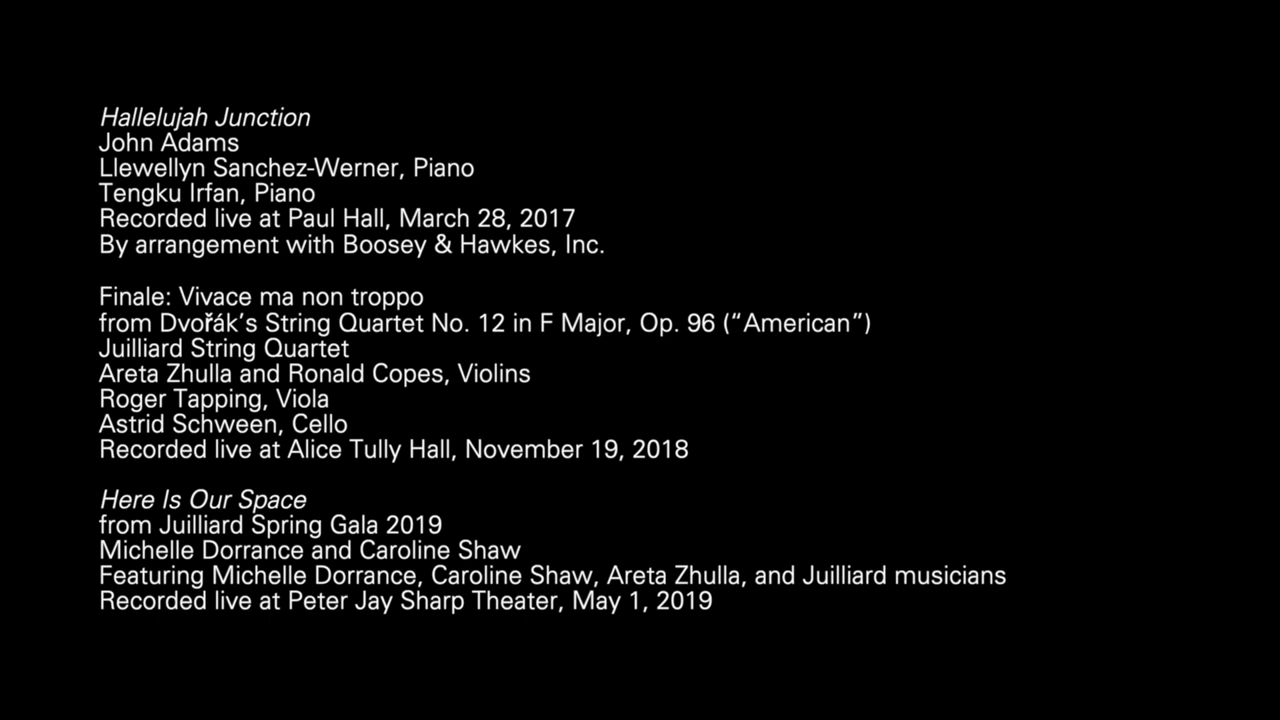 Hallelujah Junction
John Adams
Llewellyn Sanchez-Werner, Piano
Tengku Irfan, Piano
Recorded live at Paul Hall, March 28, 2017
By arrangement with Boosey & Hawkes, Inc.
Finale: Vivace ma non troppo
from Dvořák’s String Quartet No. 12 in F Major, Op. 96 (“American”)
Juilliard String Quartet
Areta Zhulla and Ronald Copes, Violins
Roger Tapping, Viola
Astrid Schween, Cello
Recorded live at Alice Tully Hall, November 19, 2018
Here Is Our Space
from Juilliard Spring Gala 2019
Michelle Dorrance and Caroline Shaw
Featuring Michelle Dorrance, Caroline Shaw, Areta Zhulla, and Juilliard musicians
Recorded live at Peter Jay Sharp Theater, May 1, 2019